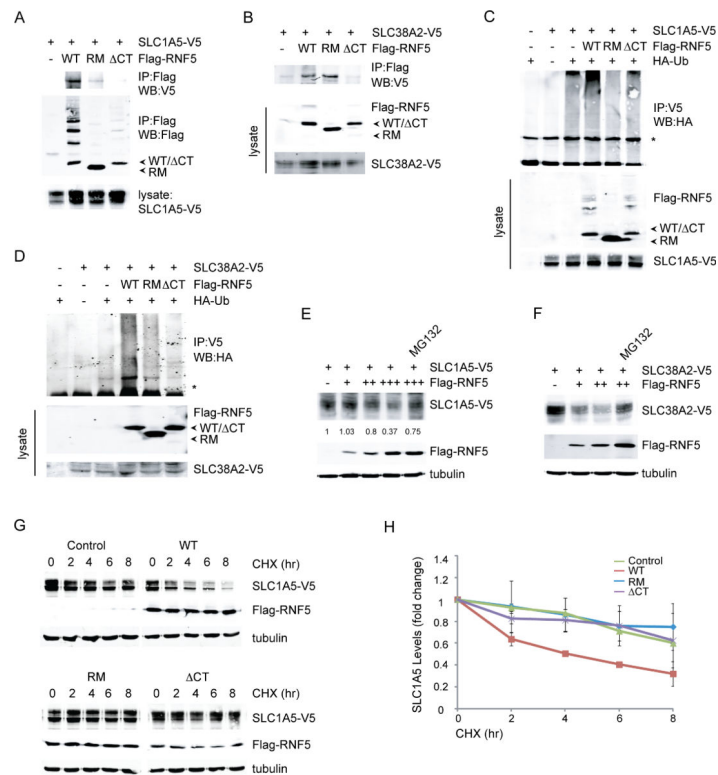 A
+ + + + SLC1A5-V5
- WT RM ΔCT Flag-RNF5
IP:Flag
WB:V5
IP:Flag
WB:Flag
WT/ΔCT
RM
lysate:
SLC1A5-V5
B
+ + + + SLC38A2-V5
- WT RM ΔCT Flag-RNF5
IP:Flag
WB:V5
lysate
Flag-RNF5
WT/ΔCT
RM
SLC38A2-V5
C
- + + + + + SLC1A5-V5
WT RM ΔCT Flag-RNF5
HA-Ub
IP:V5
WB:HA
*
lysate
Flag-RNF5
WT/ΔCT
RM
SLC1A5-V5
D
- + + + + + SLC38A2-V5
- - - WT RM ΔCT Flag-RNF5
+ - + + + + HA-Ub
IP:V5
WB:HA
*
lysate
Flag-RNF5
WT/ΔCT
RM
SLC38A2-V5
E
MG132
+ + + + + SLC1A5-V5
- + ++ +++ +++ Flag-RNF5
SLC1A5-V5
1 1.03 0.8 0.37 0.75
Flag-RNF5
tubulin
F
MG132
+ + + + SLC38A2-V5
- + ++ ++ Flag-RNF5
SLC38A2-V5
Flag-RNF5
tubulin
G
Control WT
0 2 4 6 8 0 2 4 6 8 CHX (hr)
SLC1A5-V5
Flag-RNF5
tubulin
RM ΔCT
0 2 4 6 8 0 2 4 6 8 CHX (hr)
SLC1A5-V5
Flag-RNF5
tubulin
H
SLC1A5 Levels (fold change)
1.4
1.2
1
0.8
0.6
0.4
0.2
0
Control
WT
RM
ΔCT
0 2 4 6 8
CHX (hr)